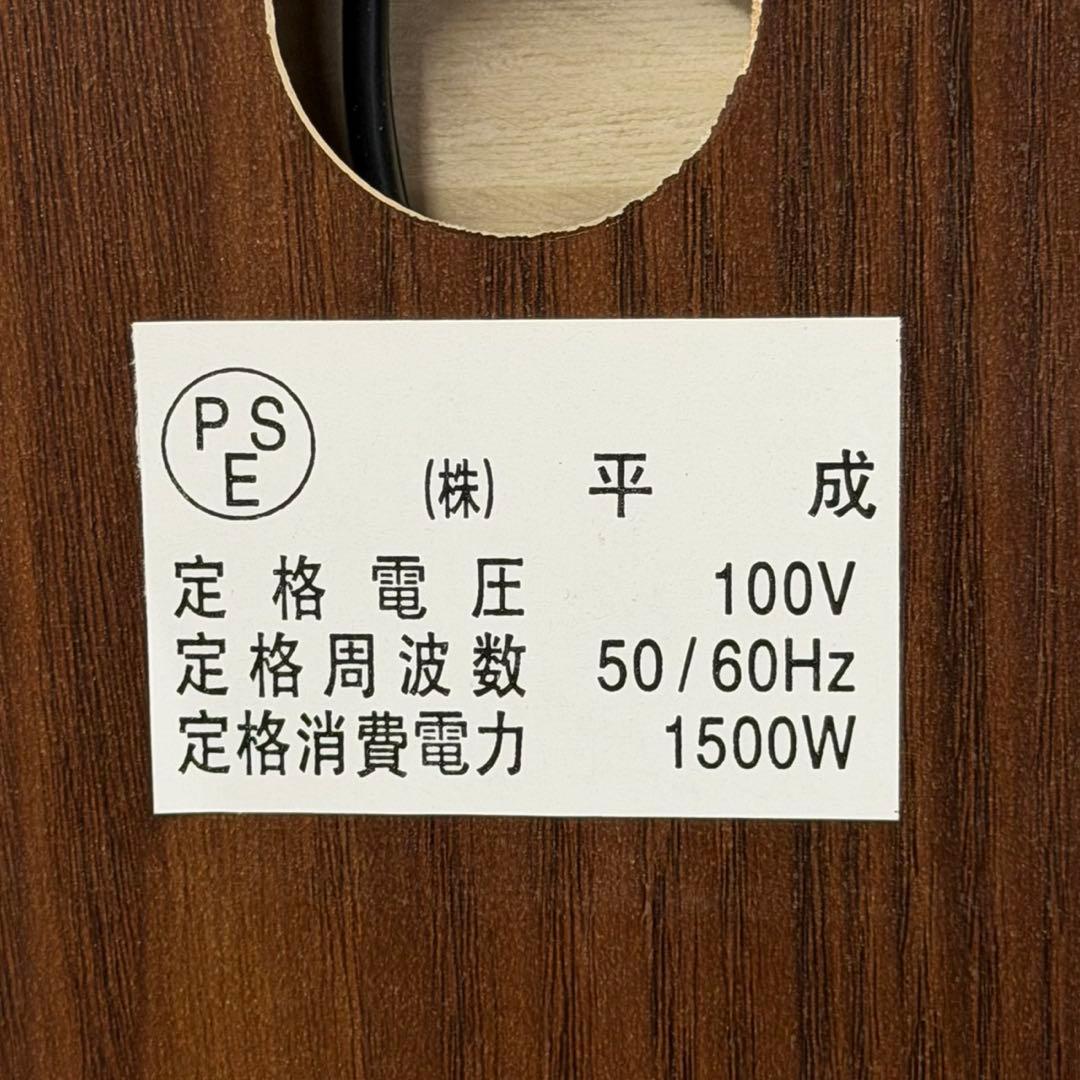 PSE
(株) 平成
定格電圧 100V
定格周波数 50/60Hz
定格消費電力 1500W